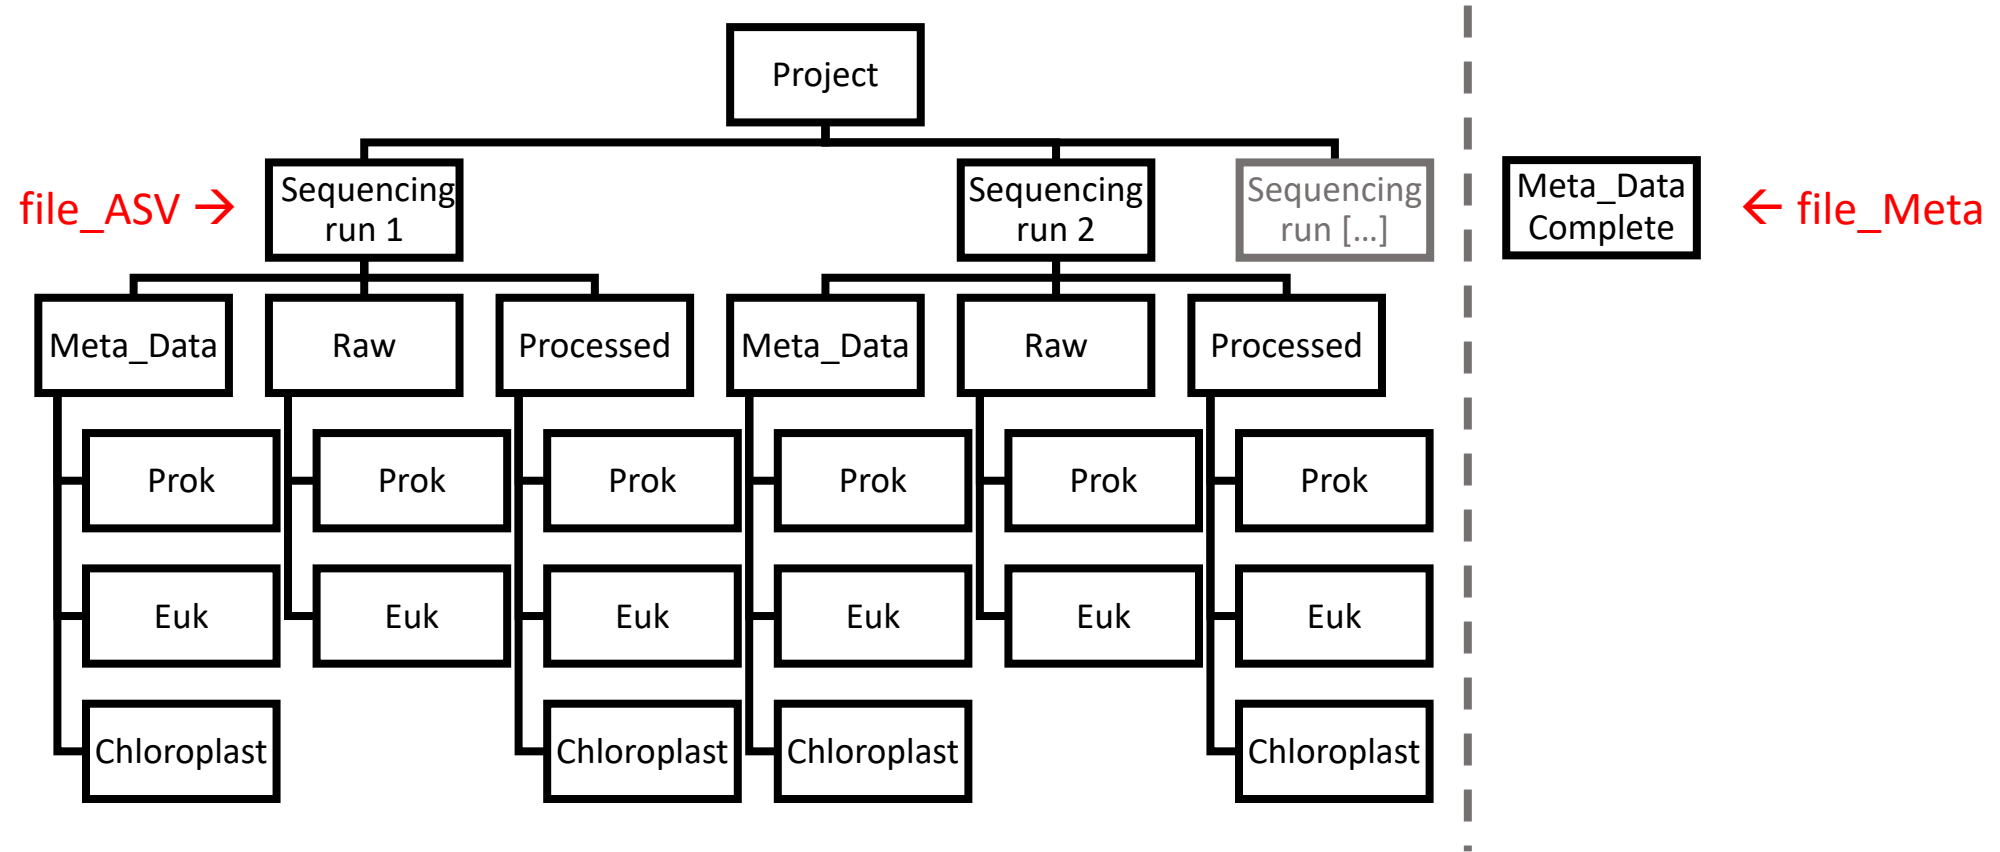 Project
file_ASV →
Sequencing
run 1
Sequencing
run 2
Sequencing
run [...]
Meta_Data
Complete
← file_Meta
Meta_Data
Raw
Processed
Meta_Data
Raw
Processed
Prok
Prok
Prok
Prok
Prok
Prok
Euk
Euk
Euk
Euk
Euk
Euk
Chloroplast
Chloroplast
Chloroplast
Chloroplast